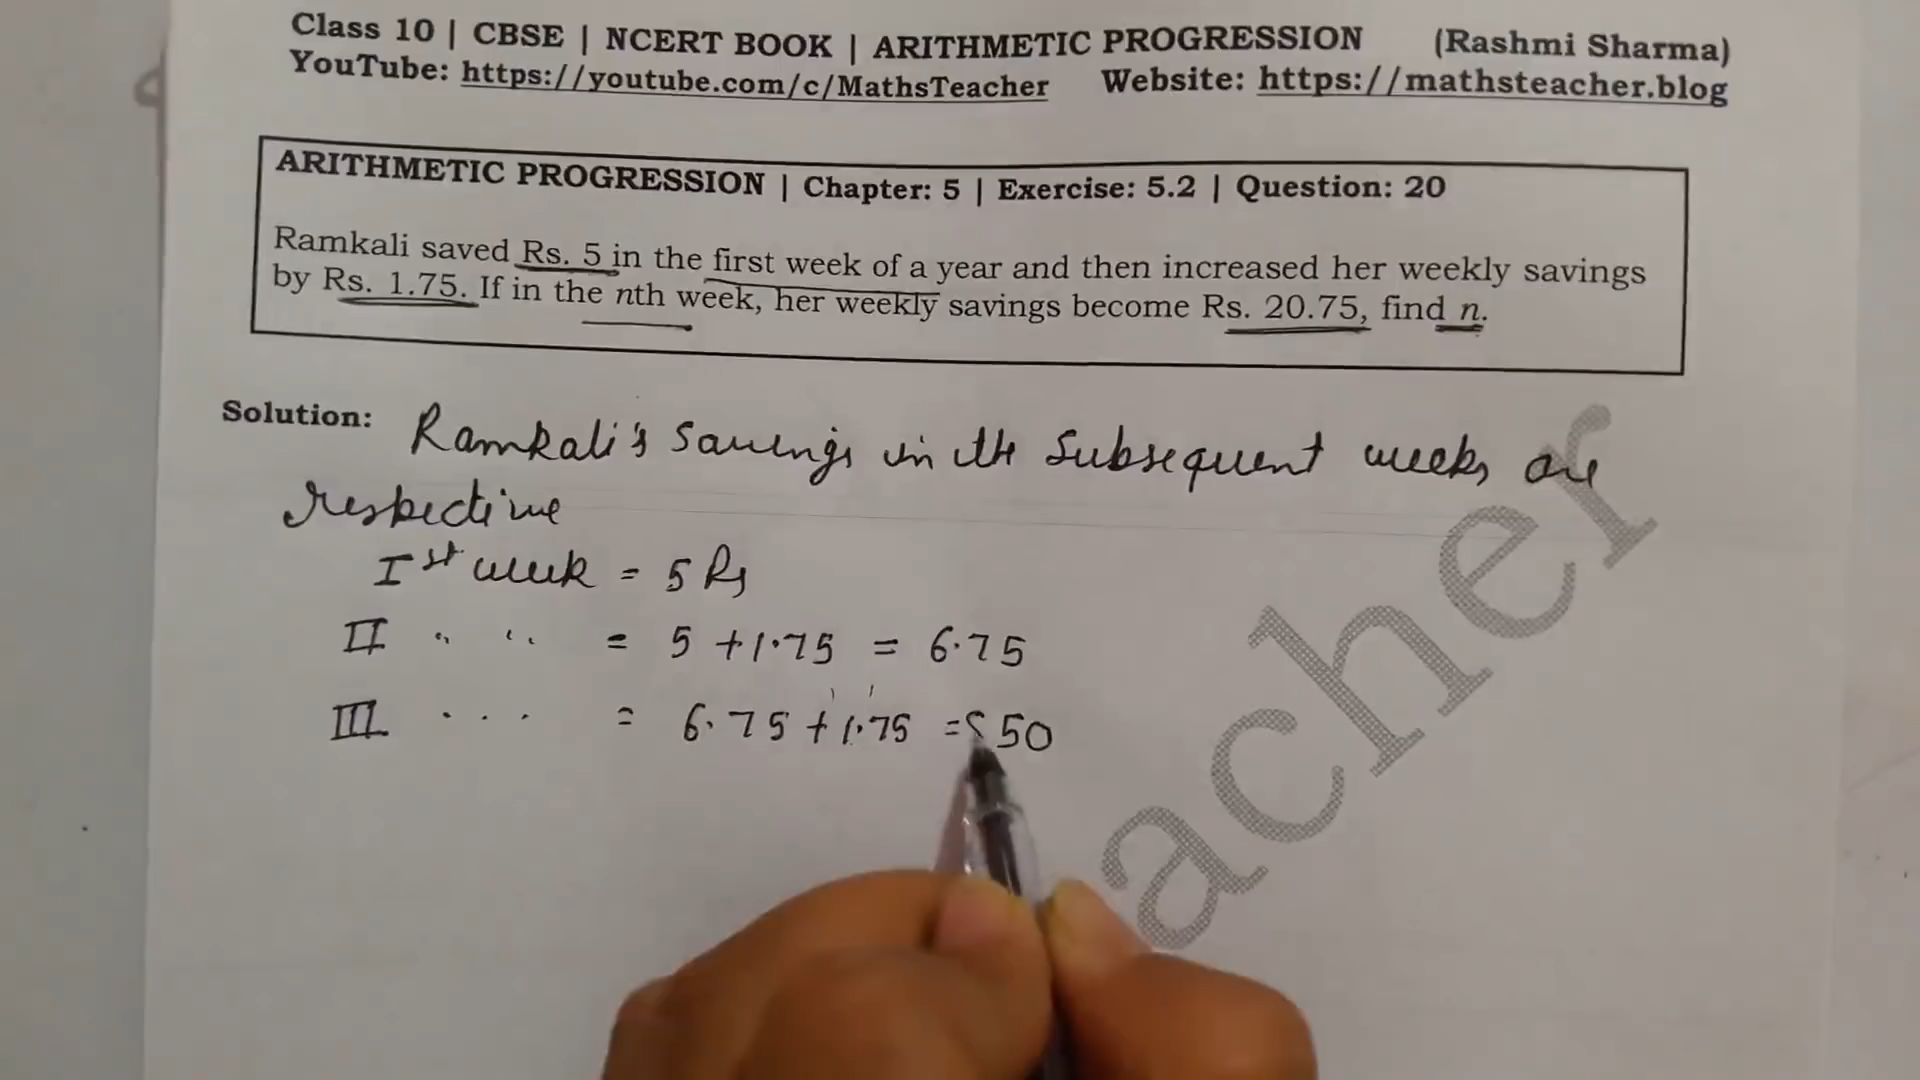 Class 10 | CBSE | NCERT BOOK | ARITHMETIC PROGRESSION (Rashmi Sharma)
YouTube: https://youtube.com/c/MathsTeacher Website: https://mathsteacher.blog
ARITHMETIC PROGRESSION | Chapter: 5 | Exercise: 5.2 | Question: 20
Ramkali saved Rs. 5 in the first week of a year and then increased her weekly savings
by Rs. 1.75. If in the nth week, her weekly savings become Rs. 20.75, find n.
Solution: Ramkali's Savings in the Subsequent weeks are
respective
Ist week = 5 Rs
II " " = 5 + 1.75 = 6.75
III . . . = 6.75 + 1.75 = 8 50
acher